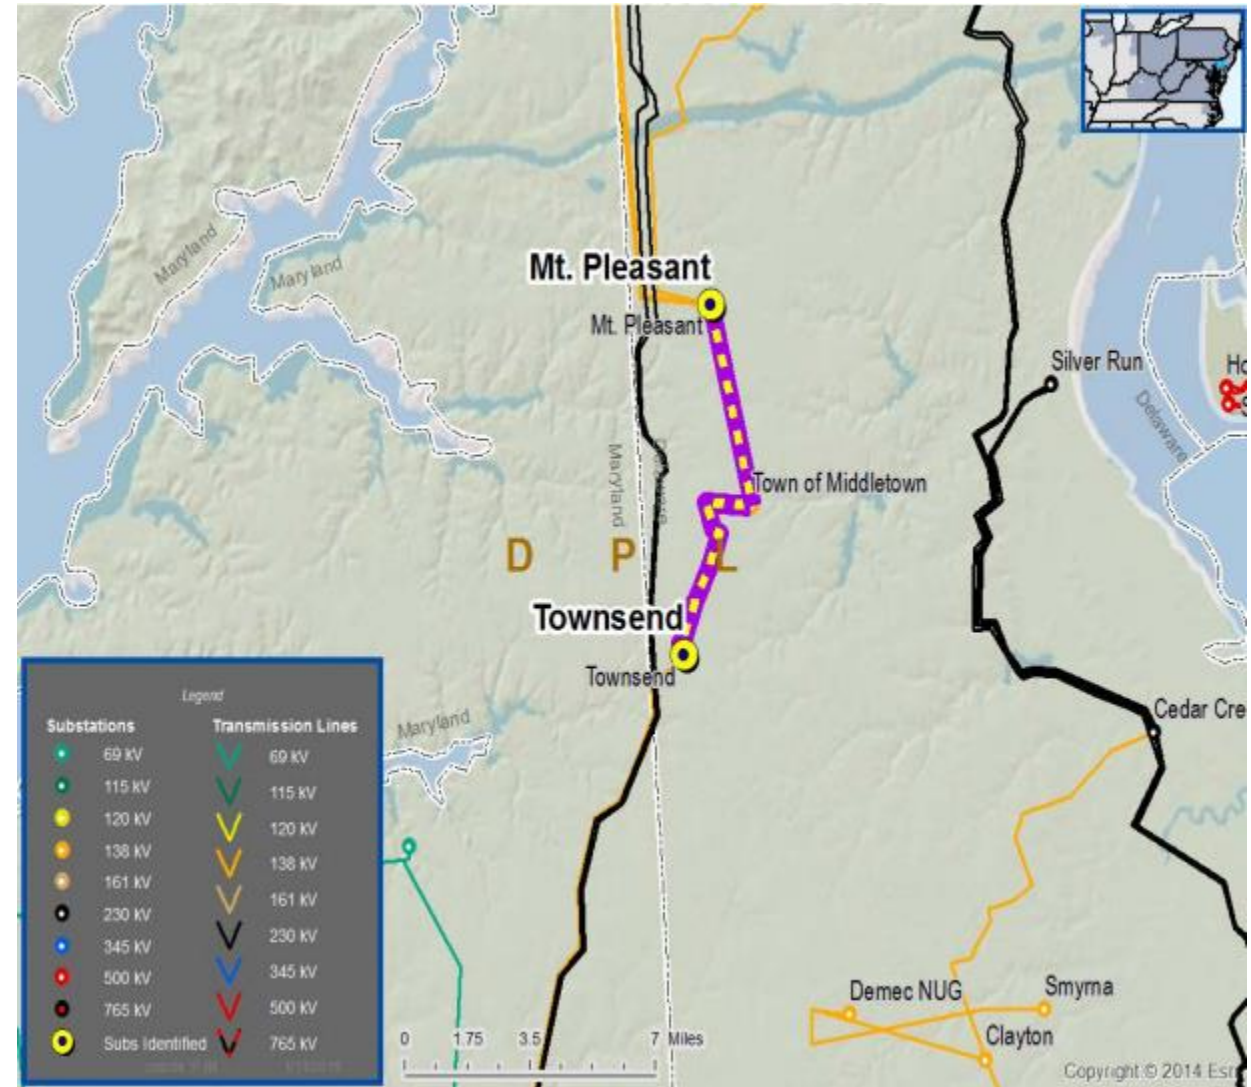 Maryland
Maryland
Mt. Pleasant
Mt. Pleasant
Silver Run
Ho
S
Delaware
Town of Middletown
Maryland
Delaware
D P L
Townsend
Townsend
Cedar Cre
Maryland
Legend
Substations
Transmission Lines
69 kV
69 kV
115 kV
115 kV
120 kV
120 kV
138 kV
138 kV
161 kV
161 kV
230 kV
230 kV
345 kV
345 kV
500 kV
500 kV
765 kV
765 kV
Subs Identified
0 1.75 3.5 7 Miles
Demec NUG
Smyrna
Clayton
Copyright:© 2014 Esr